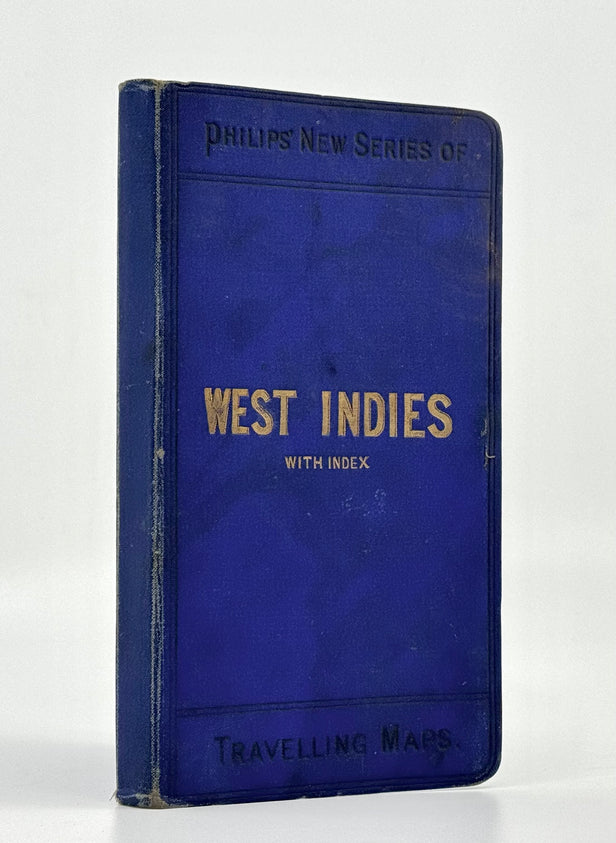 PHILIPS' NEW SERIES OF
WEST INDIES
WITH INDEX
TRAVELLING MAPS.